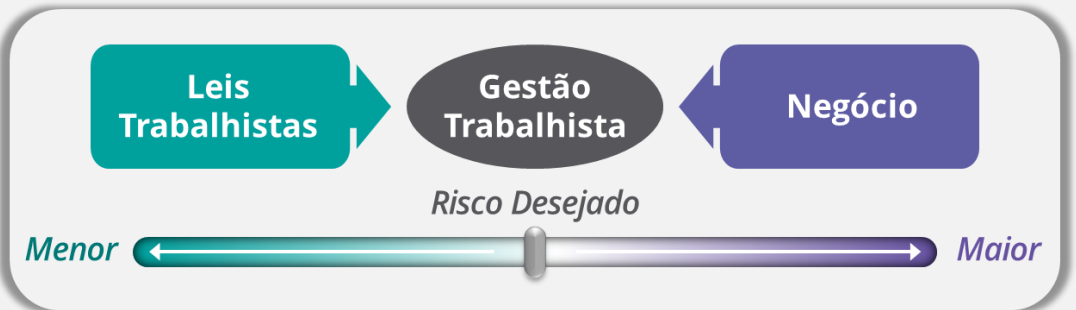 Leis
Trabalhistas
Gestão
Trabalhista
Negócio
Risco Desejado
Menor
Maior